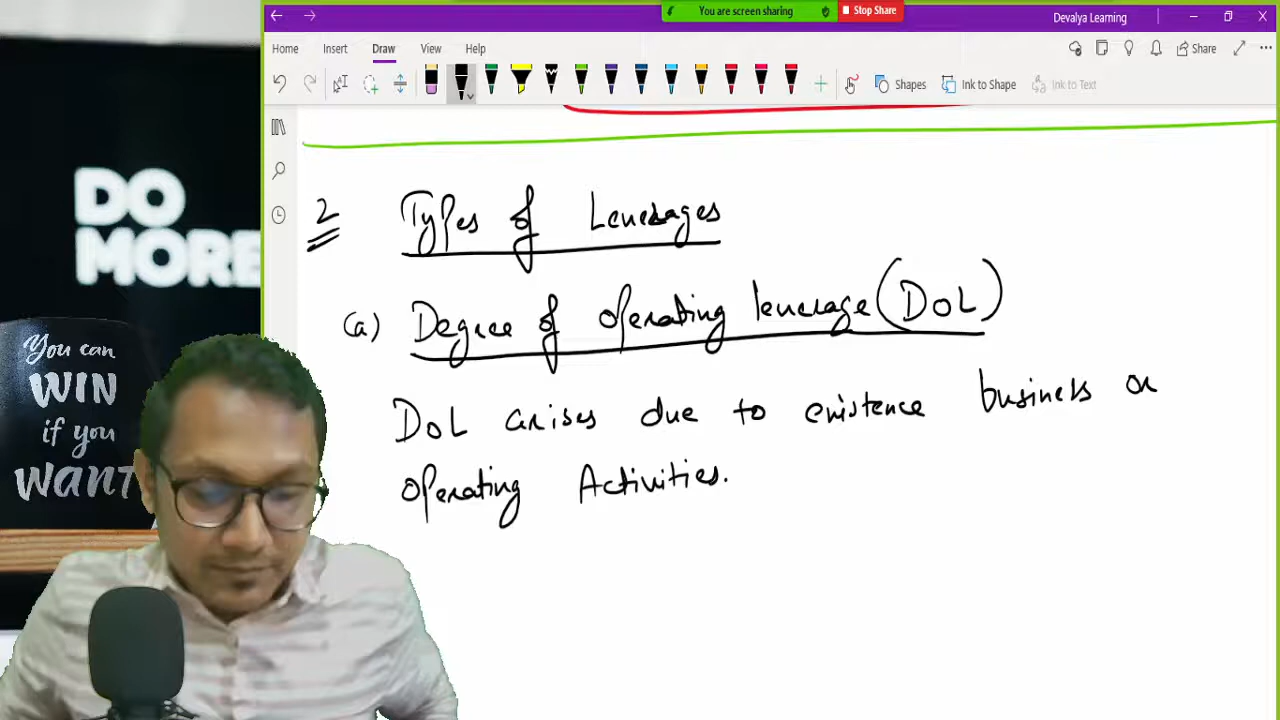 You are screen sharing
Stop Share
Devalya Learning
Home Insert Draw View Help
Share
Shapes
Ink to Shape
Ink to Text
2 Types of Leverages
(a) Degree of operating leverage (DOL)
DOL arises due to existence business or
operating Activities.
DO
MORE
You can
WIN
if you
WANT